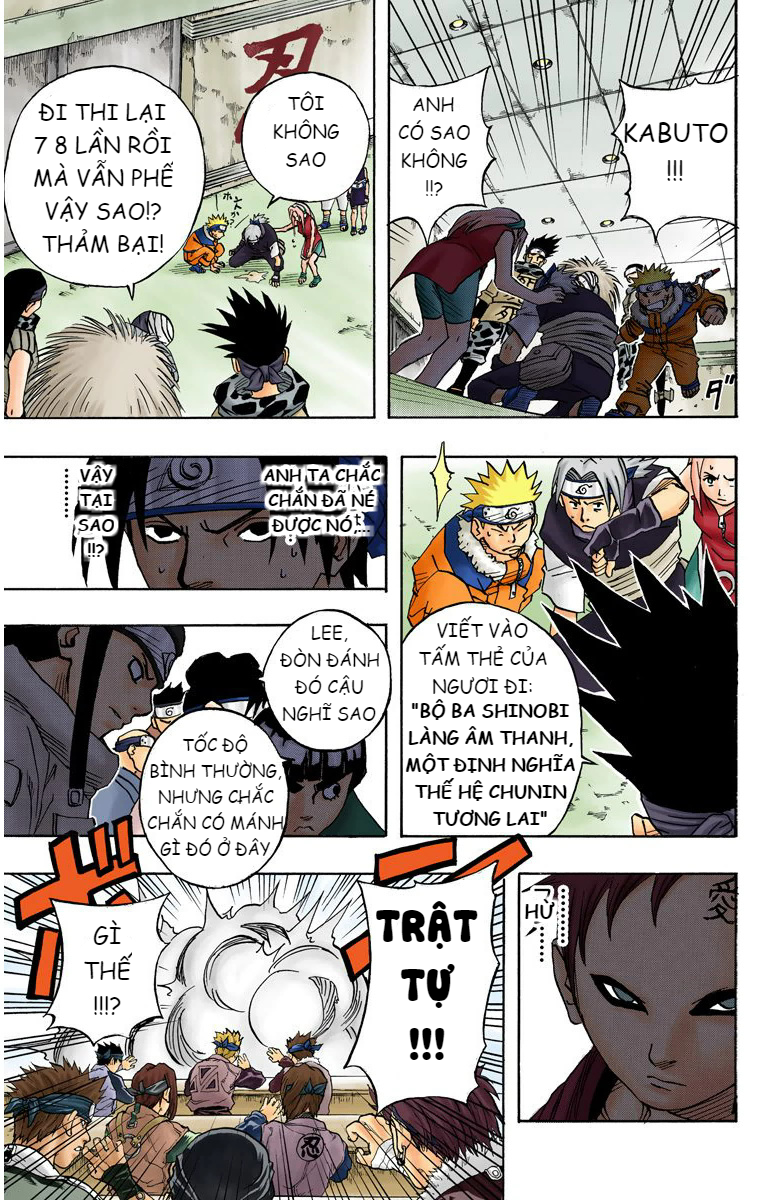 KABUTO
!!!
ANH
CÓ SAO
KHÔNG
!!?
タ"
TÔI
KHÔNG
SAO
ĐI THI LẠI
7 8 LẦN RỒI
MÀ VẪN PHẾ
VẬY SAO!?
THẢM BẠI!
忍
VIẾT VÀO
TẤM THẺ CỦA
NGƯƠI ĐI:
"BỘ BA SHINOBI
LÀNG ÂM THANH,
MỘT ĐỊNH NGHĨA
THẾ HỆ CHUNIN
TƯƠNG LAI"
ANH TA CHẮC
CHẮN ĐÃ NÉ
ĐƯỢC NÓ....
VẬY
TẠI
SAO
!!?
LEE,
ĐÒN ĐÁNH
ĐÓ CẬU
NGHĨ SAO
TỐC ĐỘ
BÌNH THƯỜNG,
NHƯNG CHẮC
CHẮN CÓ MÁNH
GÌ ĐÓ Ở ĐÂY
HỪ
愛
TRẬT
TỰ
!!!
GÌ
THẾ
!!!?
忍